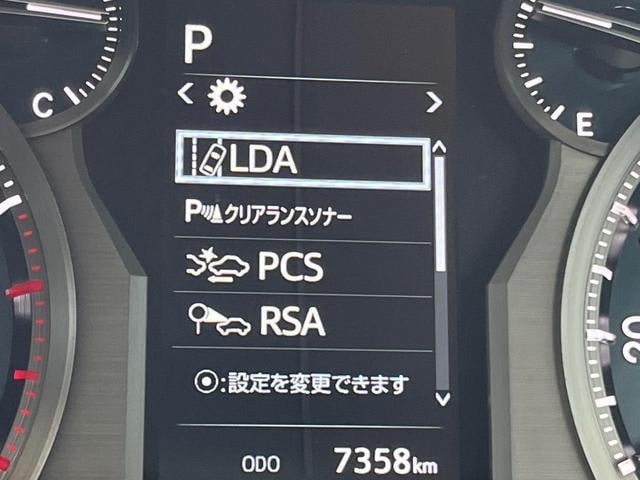 P
C
E
LDA
Pクリアランスソナー
PCS
RSA
⦿:設定を変更できます
20
ODO 7358km